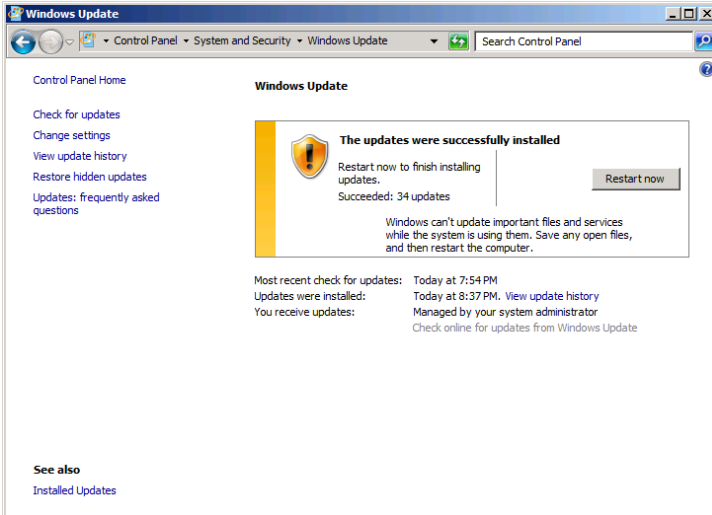 Windows Update
Control Panel
System and Security
Windows Update
Search Control Panel
Control Panel Home
Check for updates
Change settings
View update history
Restore hidden updates
Updates: frequently asked
questions
See also
Installed Updates
Windows Update
The updates were successfully installed
Restart now to finish installing
updates.
Succeeded: 34 updates
Restart now
Windows can't update important files and services
while the system is using them. Save any open files,
and then restart the computer.
Most recent check for updates: Today at 7:54 PM
Updates were installed: Today at 8:37 PM. View update history
You receive updates: Managed by your system administrator
Check online for updates from Windows Update